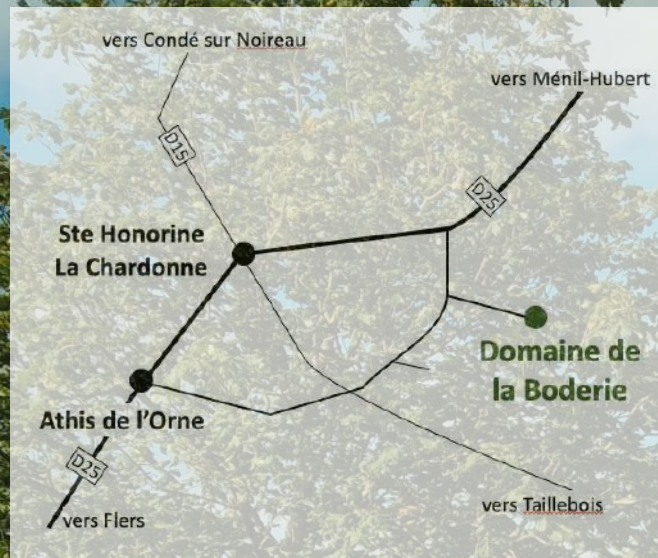 vers Condé sur Noireau
vers Ménil-Hubert
D15
D25
Ste Honorine
La Chardonne
Domaine de
la Boderie
Athis de l'Orne
D25
vers Taillebois
vers Flers